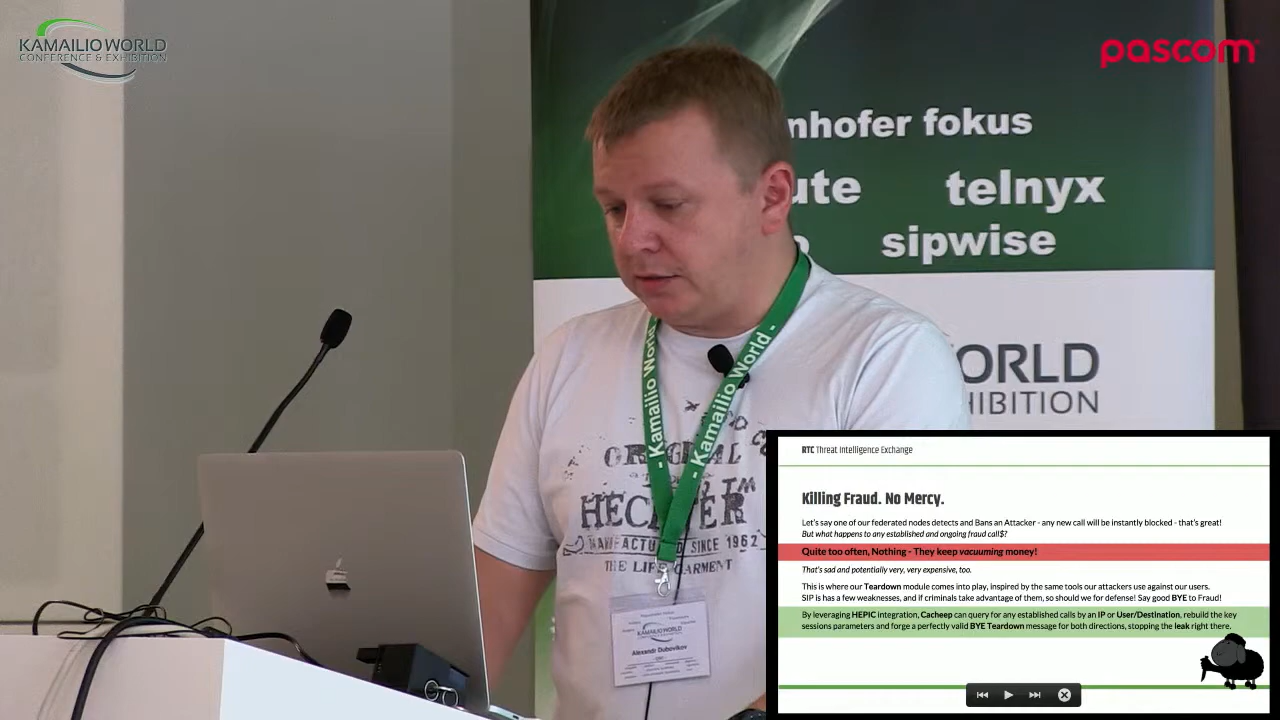 KAMAILIO WORLD
CONFERENCE & EXHIBITION
pascom
nhofer fokus
ute telnyx
sipwise
ORLD
HIBITION
- Kamailio World -
- Kamailio World -
ORIGINAL
HECHTER
MANUFACTURED SINCE 1962
THE LIFE GARMENT
KAMAILIO WORLD
Alexandr Dubovikov
RTC Threat Intelligence Exchange
Killing Fraud. No Mercy.
Let's say one of our federated nodes detects and Bans an Attacker - any new call will be instantly blocked - that's great!
But what happens to any established and ongoing fraud call$?
Quite too often, Nothing - They keep vacuuming money!
That's sad and potentially very, very expensive, too.
This is where our Teardown module comes into play, inspired by the same tools our attackers use against our users.
SIP is has a few weaknesses, and if criminals take advantage of them, so should we for defense! Say good BYE to Fraud!
By leveraging HEPIC integration, Cacheep can query for any established calls by an IP or User/Destination, rebuild the key
sessions parameters and forge a perfectly valid BYE Teardown message for both directions, stopping the leak right there.